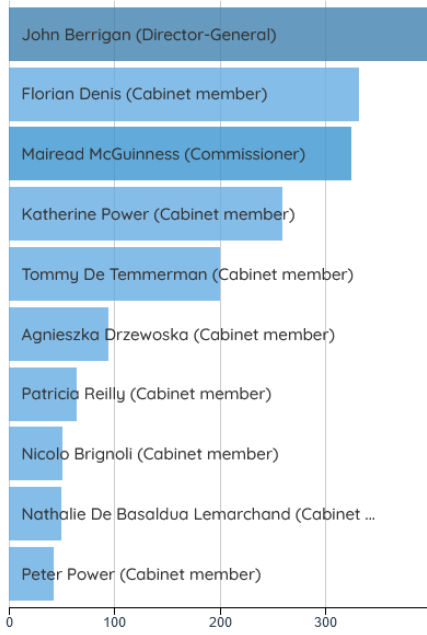 John Berrigan (Director-General)
Florian Denis (Cabinet member)
Mairead McGuinness (Commissioner)
Katherine Power (Cabinet member)
Tommy De Temmerman (Cabinet member)
Agnieszka Drzewoska (Cabinet member)
Patricia Reilly (Cabinet member)
Nicolo Brignoli (Cabinet member)
Nathalie De Basaldua Lemarchand (Cabinet ...
Peter Power (Cabinet member)
0 100 200 300